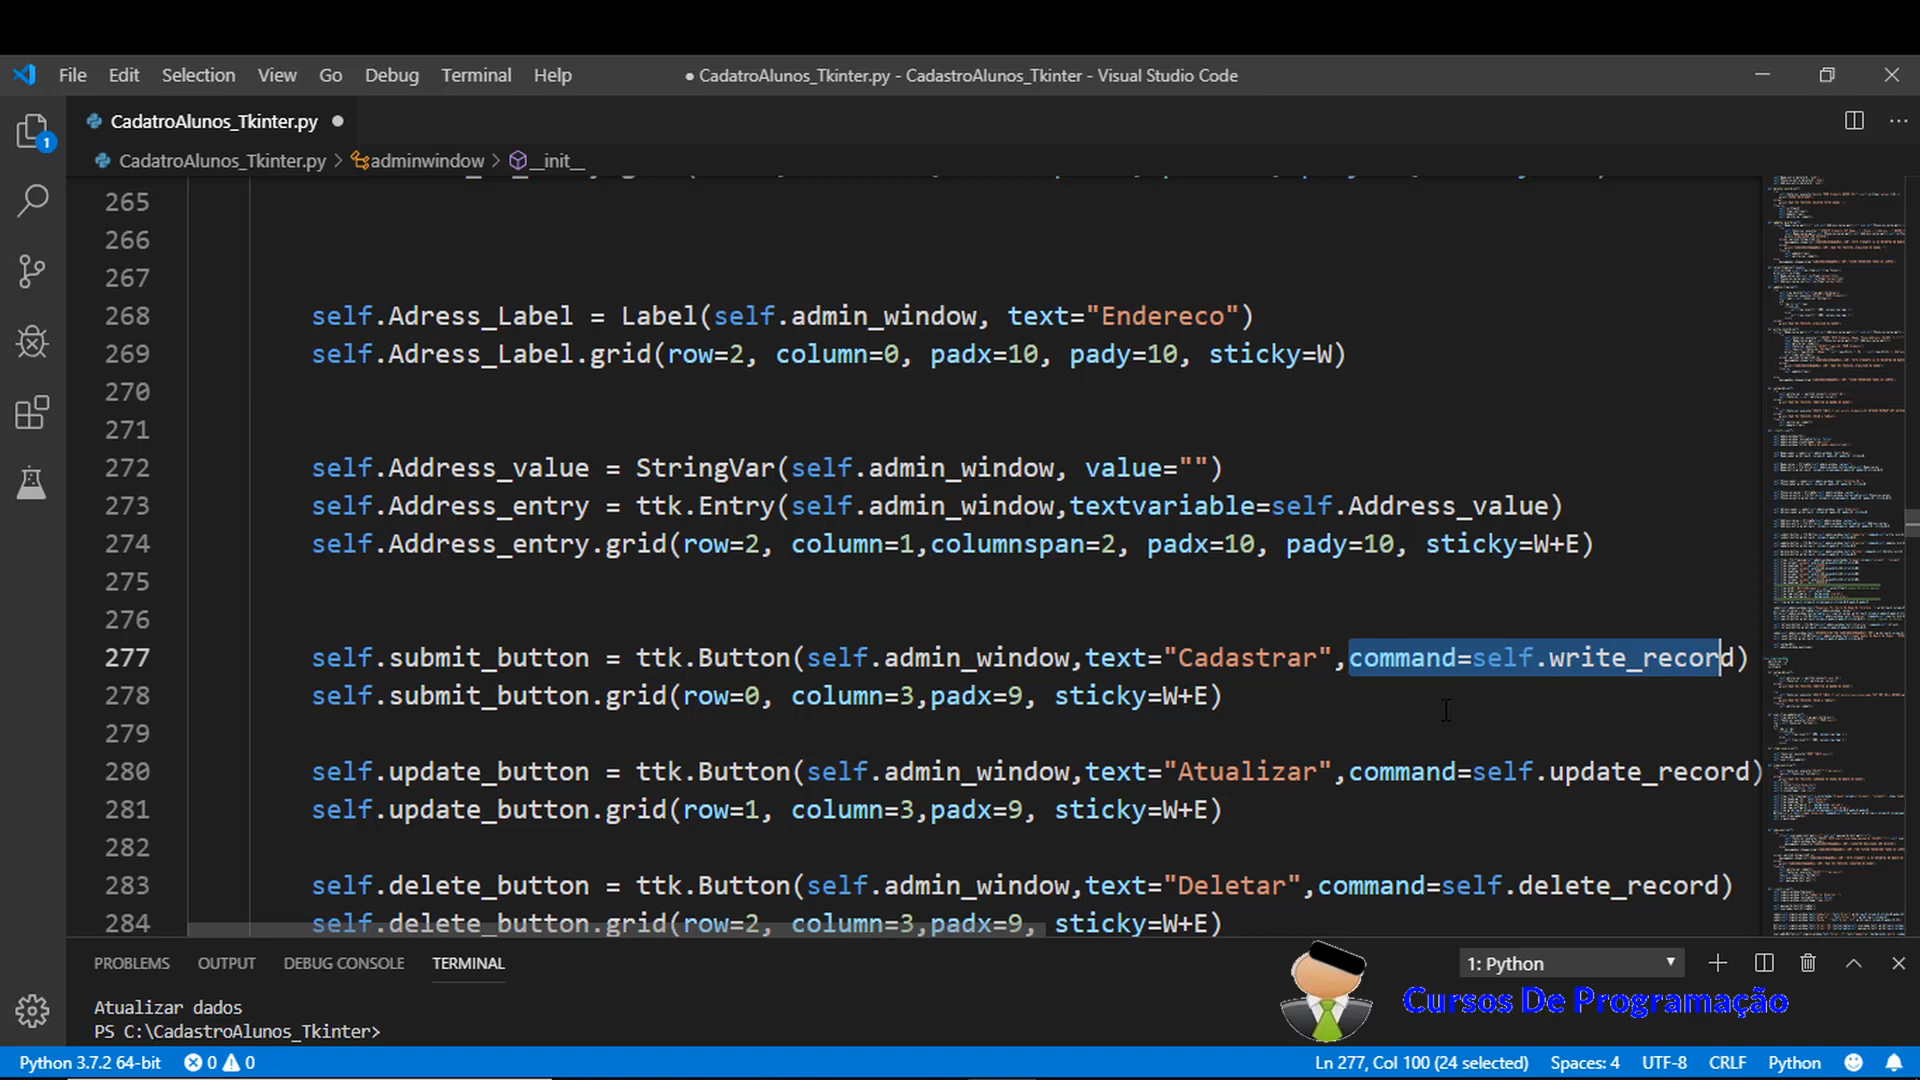 File Edit Selection View Go Debug Terminal Help
● CadatroAlunos_Tkinter.py - CadastroAlunos_Tkinter - Visual Studio Code
CadatroAlunos_Tkinter.py ●
1
CadatroAlunos_Tkinter.py > adminwindow > __init__
265
266
267
268 self.Adress_Label = Label(self.admin_window, text="Endereco")
269 self.Adress_Label.grid(row=2, column=0, padx=10, pady=10, sticky=W)
270
271
272 self.Address_value = StringVar(self.admin_window, value="")
273 self.Address_entry = ttk.Entry(self.admin_window,textvariable=self.Address_value)
274 self.Address_entry.grid(row=2, column=1,columnspan=2, padx=10, pady=10, sticky=W+E)
275
276
277 self.submit_button = ttk.Button(self.admin_window,text="Cadastrar",command=self.write_record)
278 self.submit_button.grid(row=0, column=3,padx=9, sticky=W+E)
279
280 self.update_button = ttk.Button(self.admin_window,text="Atualizar",command=self.update_record)
281 self.update_button.grid(row=1, column=3,padx=9, sticky=W+E)
282
283 self.delete_button = ttk.Button(self.admin_window,text="Deletar",command=self.delete_record)
284 self.delete_button.grid(row=2, column=3,padx=9, sticky=W+E)
PROBLEMS OUTPUT DEBUG CONSOLE TERMINAL 1: Python
Atualizar dados
PS C:\CadastroAlunos_Tkinter>
Cursos De Programação
Python 3.7.2 64-bit 0 0 Ln 277, Col 100 (24 selected) Spaces: 4 UTF-8 CRLF Python